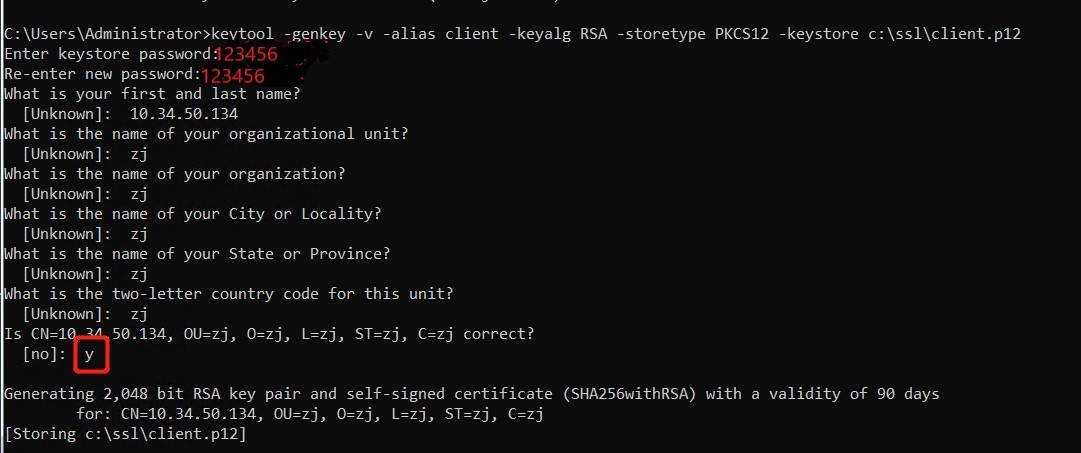 C:\Users\Administrator>keytool -genkey -v -alias client -keyalg RSA -storetype PKCS12 -keystore c:\ssl\client.p12
Enter keystore password:123456
Re-enter new password:123456
What is your first and last name?
[Unknown]: 10.34.50.134
What is the name of your organizational unit?
[Unknown]: zj
What is the name of your organization?
[Unknown]: zj
What is the name of your City or Locality?
[Unknown]: zj
What is the name of your State or Province?
[Unknown]: zj
What is the two-letter country code for this unit?
[Unknown]: zj
Is CN=10.34.50.134, OU=zj, O=zj, L=zj, ST=zj, C=zj correct?
[no]: y
Generating 2,048 bit RSA key pair and self-signed certificate (SHA256withRSA) with a validity of 90 days
for: CN=10.34.50.134, OU=zj, O=zj, L=zj, ST=zj, C=zj
[Storing c:\ssl\client.p12]